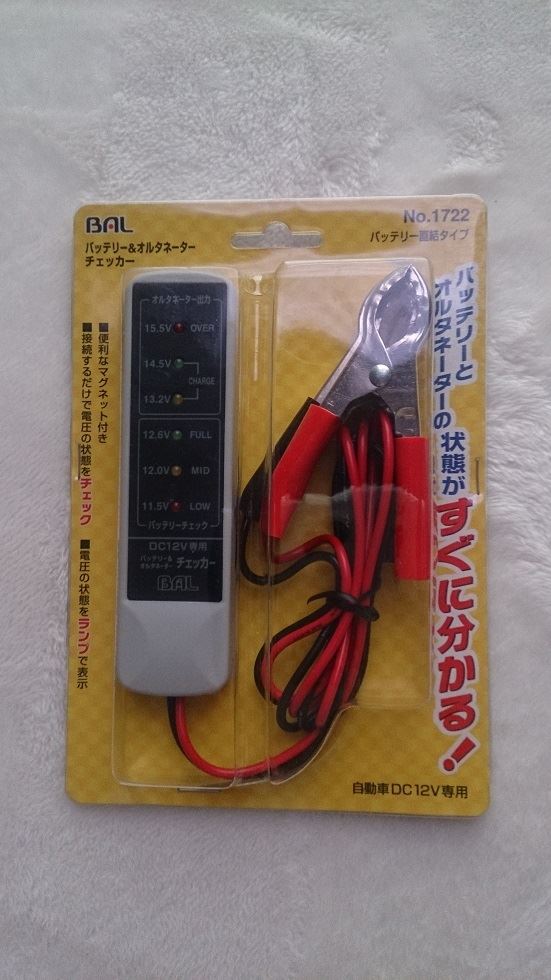 BAL
No.1722
バッテリー&オルタネーター
チェッカー
バッテリー直結タイプ
バッテリーと
オルタネーターの状態が
すぐに分かる!
■便利なマグネット付き
■接続するだけで電圧の状態をチェック
■電圧の状態をランプで表示
オルタネーター出力
15.5V OVER
14.5V
CHARGE
13.2V
12.6V FULL
12.0V MID
11.5V LOW
バッテリーチェック
DC12V専用
バッテリー&
オルタネーター チェッカー
BAL
自動車DC12V専用